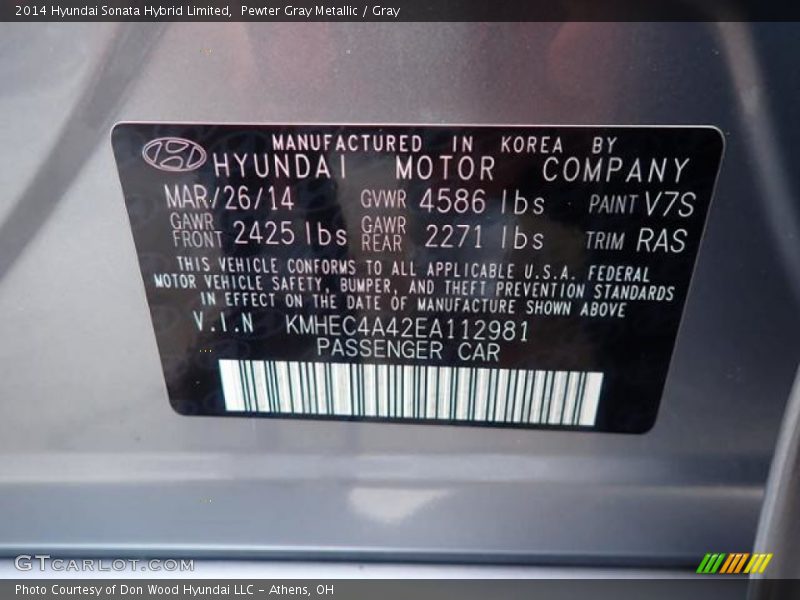 2014 Hyundai Sonata Hybrid Limited, Pewter Gray Metallic / Gray
MANUFACTURED IN KOREA BY
HYUNDAI MOTOR COMPANY
MAR/26/14 GVWR 4586 lbs PAINT V7S
GAWR FRONT 2425 lbs GAWR REAR 2271 lbs TRIM RAS
THIS VEHICLE CONFORMS TO ALL APPLICABLE U.S.A. FEDERAL
MOTOR VEHICLE SAFETY, BUMPER, AND THEFT PREVENTION STANDARDS
IN EFFECT ON THE DATE OF MANUFACTURE SHOWN ABOVE
V.I.N KMHEC4A42EA112981
PASSENGER CAR
GTCARLOT.COM
Photo Courtesy of Don Wood Hyundai LLC - Athens, OH